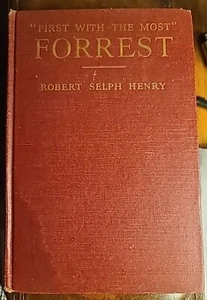 "FIRST WITH THE MOST"
FORREST
ROBERT SELPH HENRY